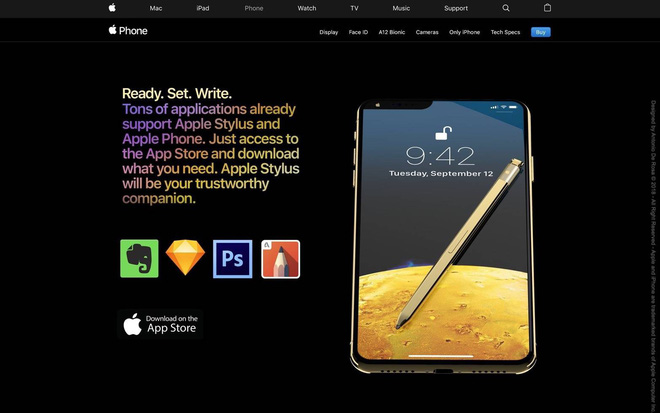 Mac iPad Phone Watch TV Music Support
Phone
Display Face ID A12 Bionic Cameras Only iPhone Tech Specs Buy
Ready. Set. Write.
Tons of applications already
support Apple Stylus and
Apple Phone. Just access to
the App Store and download
what you need. Apple Stylus
will be your trustworthy
companion.
Ps
Download on the
App Store
9:42
Tuesday, September 12
Designed by Antonio De Rosa © 2018 - All Right Reserved - Apple and iPhone are trademarked brands of Apple Computer Inc